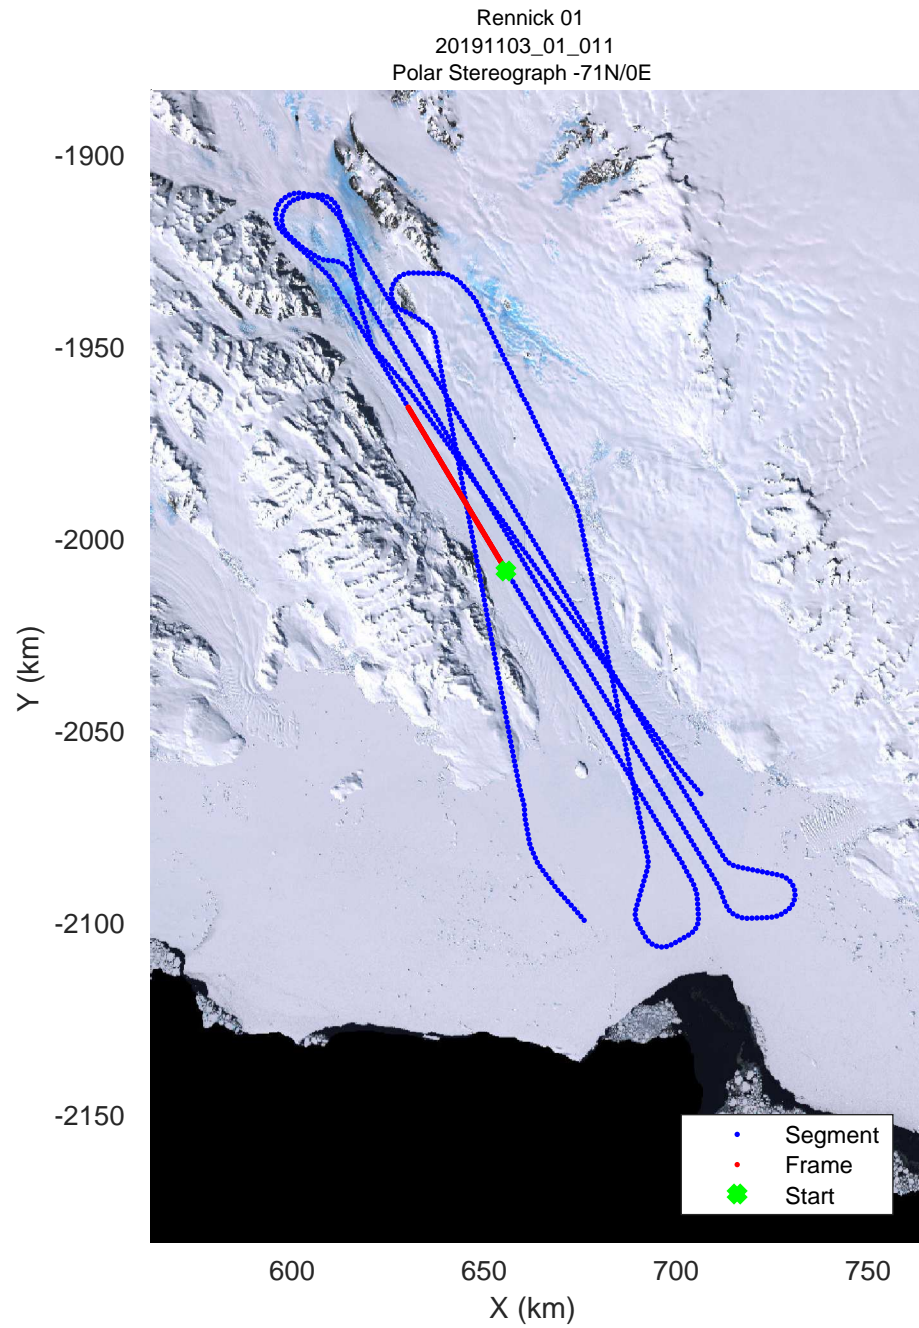 Rennick 01
20191103_01_011
Polar Stereograph -71N/0E
-1900
-1950
-2000
-2050
-2100
-2150
Y (km)
Segment
Frame
Start
600
650
700
750
X (km)